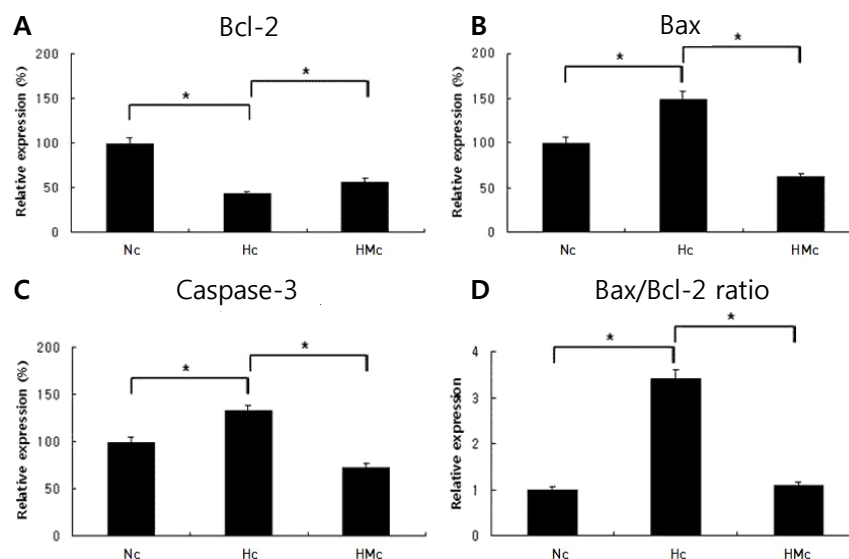 A
Bcl-2
Relative expression (%)
200
150
100
50
0
*
*
Nc
Hc
HMc
B
Bax
Relative expression (%)
200
150
100
50
0
*
*
Nc
Hc
HMc
C
Caspase-3
Relative expression (%)
200
150
100
50
0
*
*
Nc
Hc
HMc
D
Bax/Bcl-2 ratio
Relative expression
4
3
2
1
0
*
*
Nc
Hc
HMc